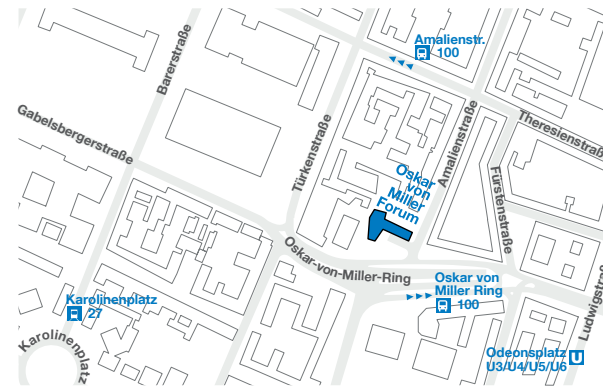 Amalienstr.
100
Barerstraße
Theresienstraße
Gabelsbergerstraße
Türkenstraße
Amalienstraße
Oskar
von
Miller
Forum
Fürstenstraße
Oskar-von-Miller-Ring
Oskar von
Miller Ring
100
Karolinenplatz
27
Karolinenplatz
Ludwigstraß
Odeonsplatz U
U3/U4/U5/U6